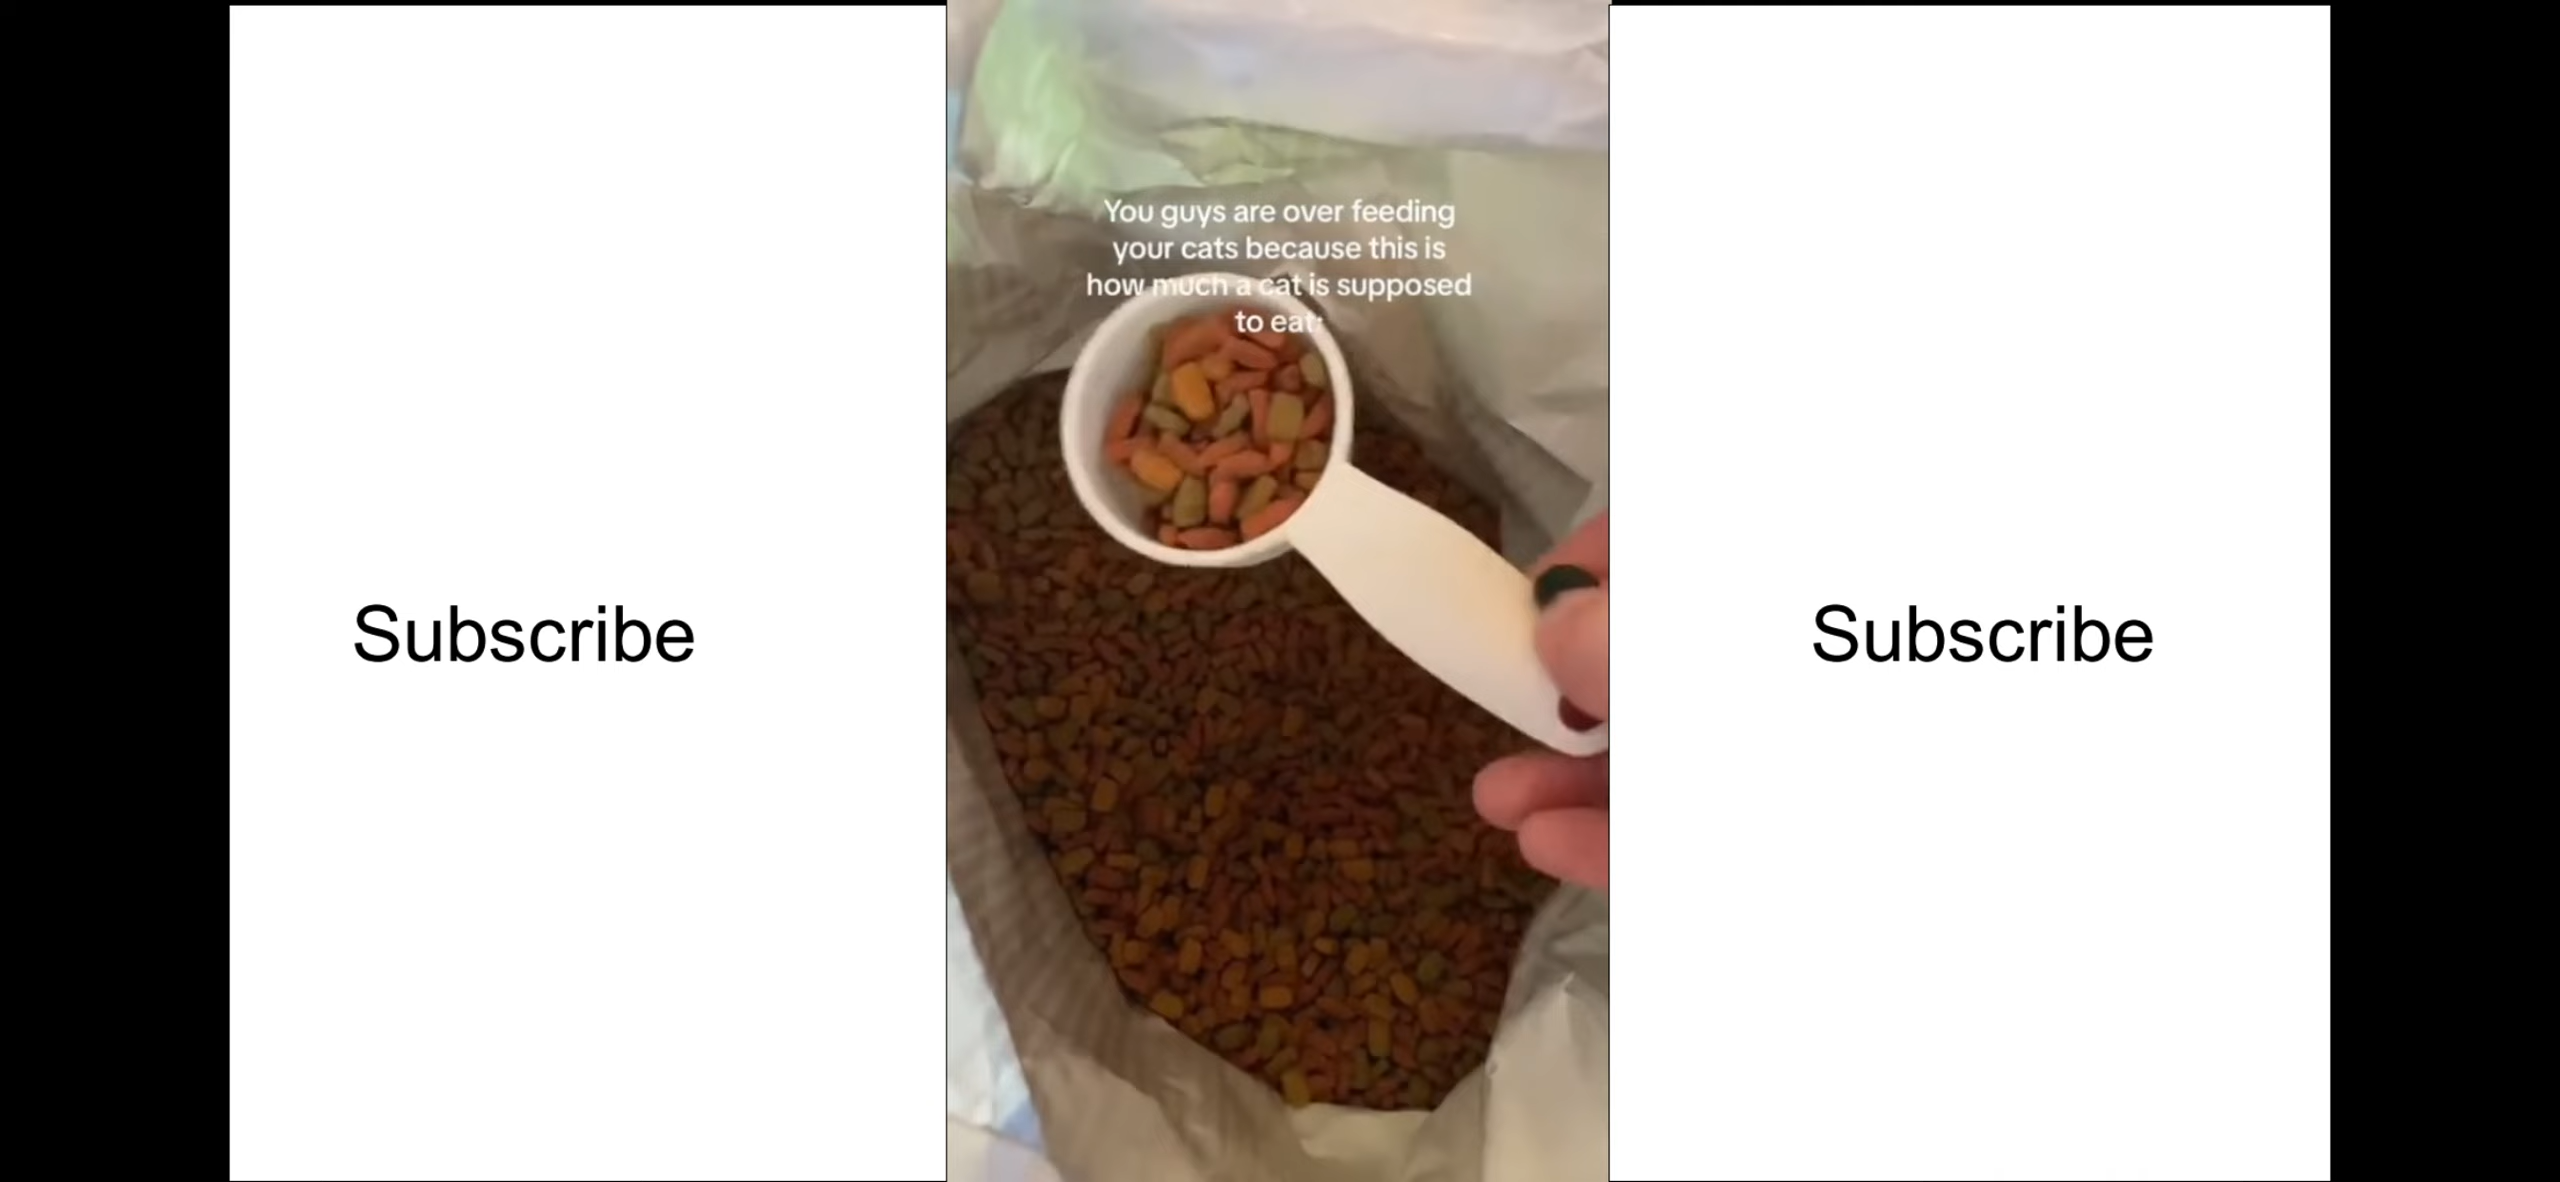 Subscribe
You guys are over feeding
your cats because this is
how much a cat is supposed
to eat
Subscribe